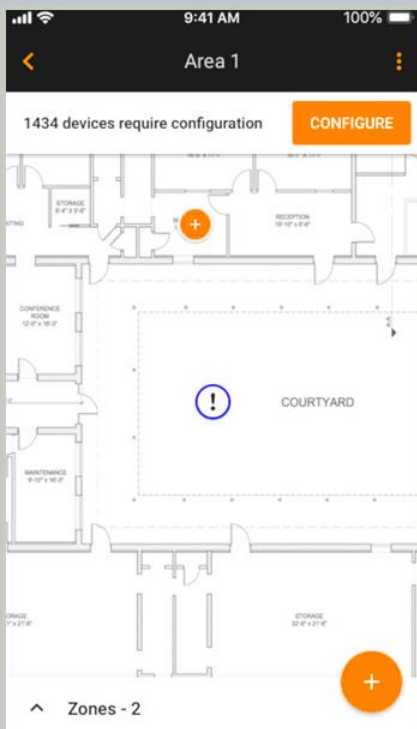 9:41 AM
100%
Area 1
1434 devices require configuration
CONFIGURE
STORAGE
RECEPTION
CONFERENCE
ROOM
COURTYARD
MAINTENANCE
STORAGE
Zones - 2